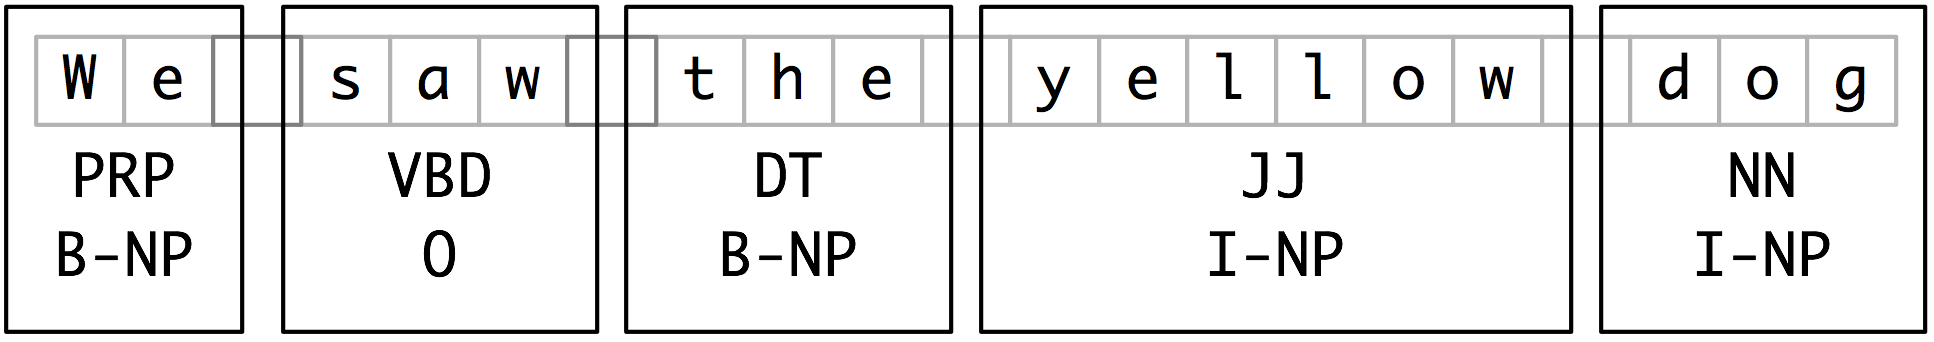 We saw the yellow dog
PRP VBD DT JJ NN
B-NP O B-NP I-NP I-NP